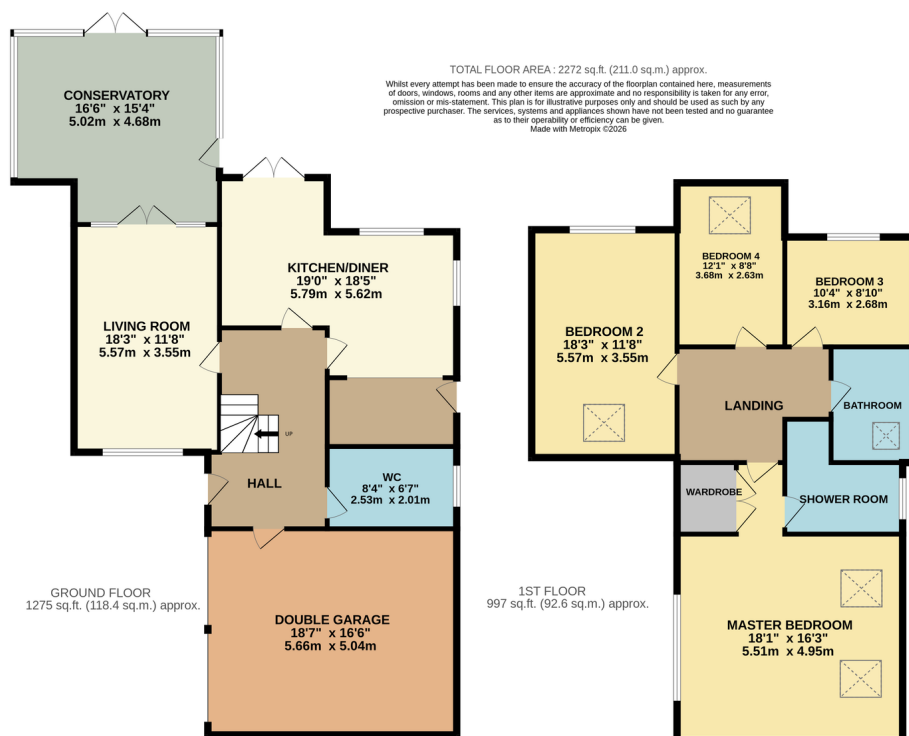 TOTAL FLOOR AREA : 2272 sq.ft. (211.0 sq.m.) approx.
Whilst every attempt has been made to ensure the accuracy of the floorplan contained here, measurements
of doors, windows, rooms and any other items are approximate and no responsibility is taken for any error,
omission or mis-statement. This plan is for illustrative purposes only and should be used as such by any
prospective purchaser. The services, systems and appliances shown have not been tested and no guarantee
as to their operability or efficiency can be given.
Made with Metropix ©2026
CONSERVATORY
16'6" x 15'4"
5.02m x 4.68m
KITCHEN/DINER
19'0" x 18'5"
5.79m x 5.62m
LIVING ROOM
18'3" x 11'8"
5.57m x 3.55m
UP
HALL
WC
8'4" x 6'7"
2.53m x 2.01m
DOUBLE GARAGE
18'7" x 16'6"
5.66m x 5.04m
GROUND FLOOR
1275 sq.ft. (118.4 sq.m.) approx.
BEDROOM 4
12'1" x 8'8"
3.68m x 2.63m
BEDROOM 3
10'4" x 8'10"
3.16m x 2.68m
BEDROOM 2
18'3" x 11'8"
5.57m x 3.55m
LANDING
BATHROOM
WARDROBE
SHOWER ROOM
MASTER BEDROOM
18'1" x 16'3"
5.51m x 4.95m
1ST FLOOR
997 sq.ft. (92.6 sq.m.) approx.